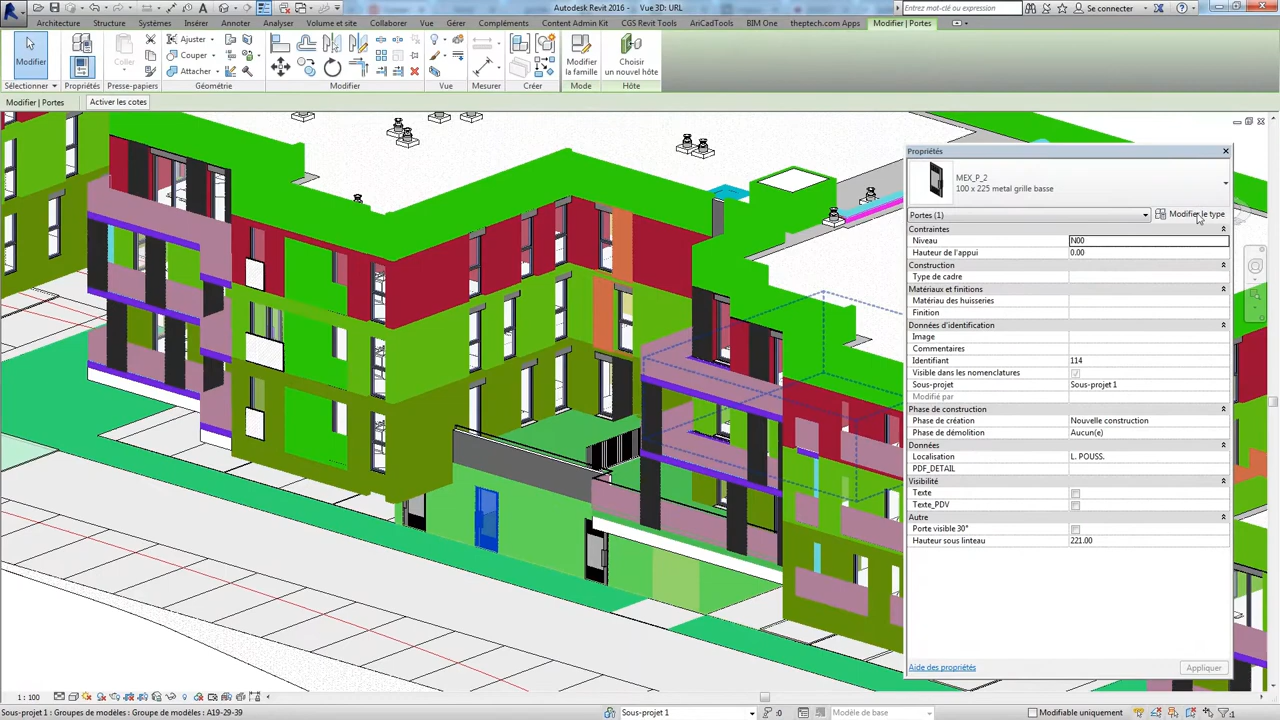 Autodesk Revit 2016 - Vue 3D: URL
Entrez mot-clé ou expression
Se connecter
Architecture Structure Systèmes Insérer Annoter Analyser Volume et site Collaborer Vue Gérer Compléments Content Admin Kit CGS Revit Tools AriCadTools BIM One theptech.com Apps Modifier | Portes
Modifier
Coller
Ajuster
Couper
Attacher
Modifier la famille
Choisir un nouvel hôte
Sélectionner Propriétés Presse-papiers Géométrie Modifier Vue Mesurer Créer Mode Hôte
Modifier | Portes Activer les cotes
Propriétés
MEX_P_2
100 x 225 metal grille basse
Portes (1) Modifier le type
Contraintes
Niveau N00
Hauteur de l'appui 0.00
Construction
Type de cadre
Matériaux et finitions
Matériau des huisseries
Finition
Données d'identification
Image
Commentaires
Identifiant 114
Visible dans les nomenclatures
Sous-projet Sous-projet 1
Modifié par
Phase de construction
Phase de création Nouvelle construction
Phase de démolition Aucun(e)
Données
Localisation L. POUSS.
PDF_DETAIL
Visibilité
Texte
Texte_PDV
Autre
Porte visible 30°
Hauteur sous linteau 221.00
Aide des propriétés Appliquer
1 : 100
Sous-projet 1 : Groupes de modèles : Groupe de modèles : A19-29-39 Sous-projet 1 :0 Modèle de base Modifiable uniquement :1